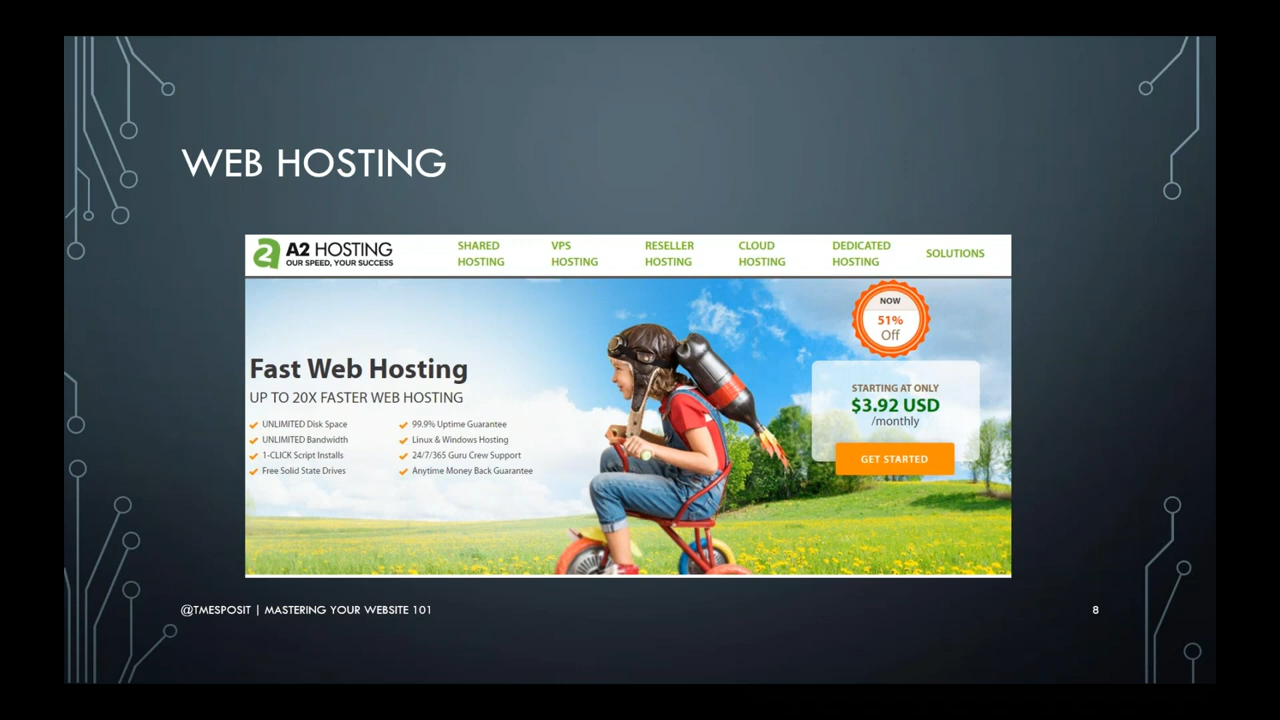 WEB HOSTING
A2 HOSTING
OUR SPEED, YOUR SUCCESS
SHARED
HOSTING
VPS
HOSTING
RESELLER
HOSTING
CLOUD
HOSTING
DEDICATED
HOSTING
SOLUTIONS
NOW
51%
Off
Fast Web Hosting
UP TO 20X FASTER WEB HOSTING
UNLIMITED Disk Space
UNLIMITED Bandwidth
1-CLICK Script Installs
Free Solid State Drives
99.9% Uptime Guarantee
Linux & Windows Hosting
24/7/365 Guru Crew Support
Anytime Money Back Guarantee
STARTING AT ONLY
$3.92 USD
/monthly
GET STARTED
@TMESPOSIT | MASTERING YOUR WEBSITE 101
8